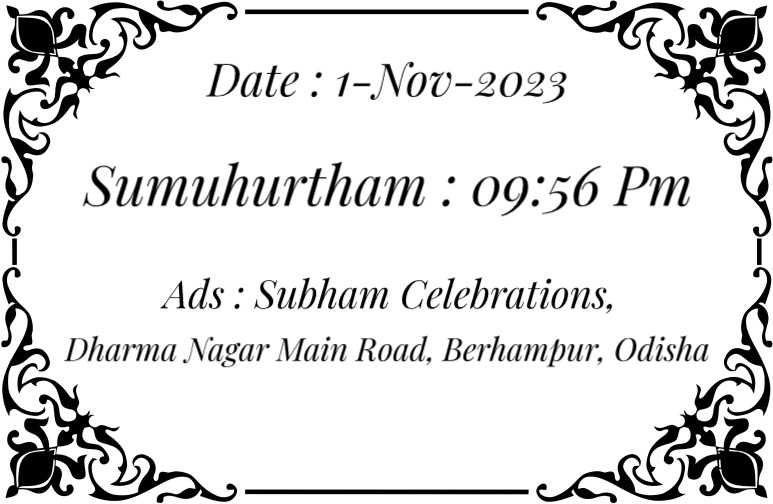 Date : 1-Nov-2023
Sumuhurtham : 09:56 Pm
Ads : Subham Celebrations,
Dharma Nagar Main Road, Berhampur, Odisha